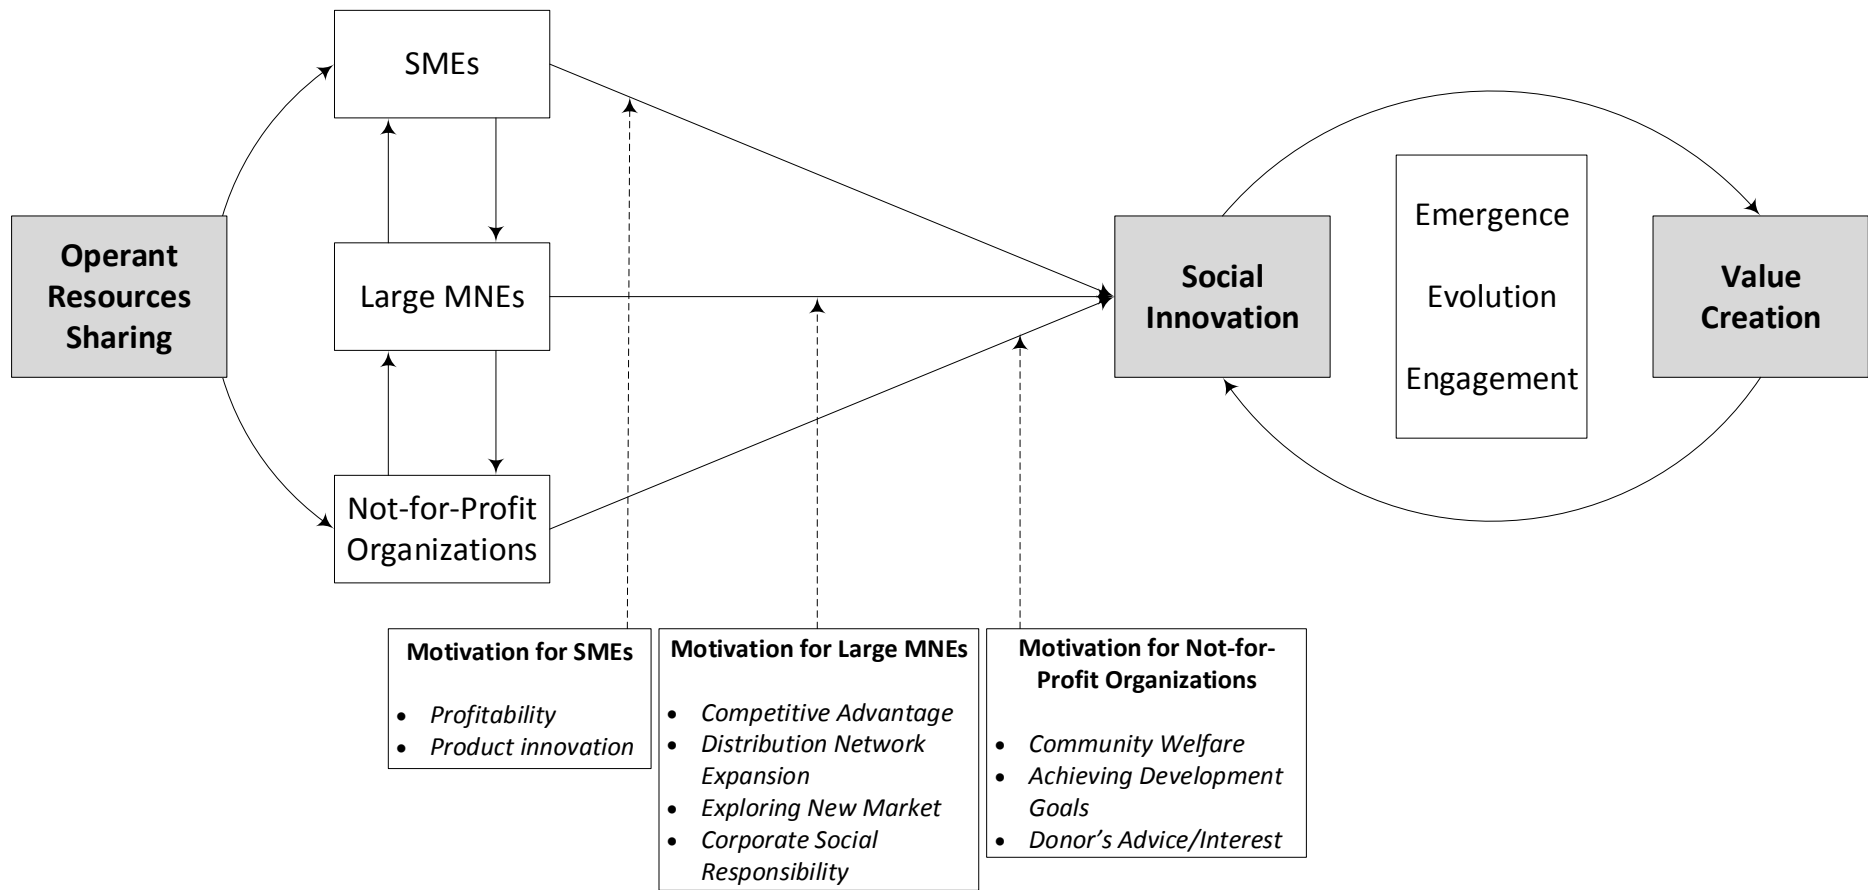 SMEs
Operant
Resources
Sharing
Large MNEs
Not-for-Profit
Organizations
Social
Innovation
Emergence
Evolution
Engagement
Value
Creation
Motivation for SMEs
• Profitability
• Product innovation
Motivation for Large MNEs
• Competitive Advantage
• Distribution Network
Expansion
• Exploring New Market
• Corporate Social
Responsibility
Motivation for Not-for-
Profit Organizations
• Community Welfare
• Achieving Development
Goals
• Donor’s Advice/Interest